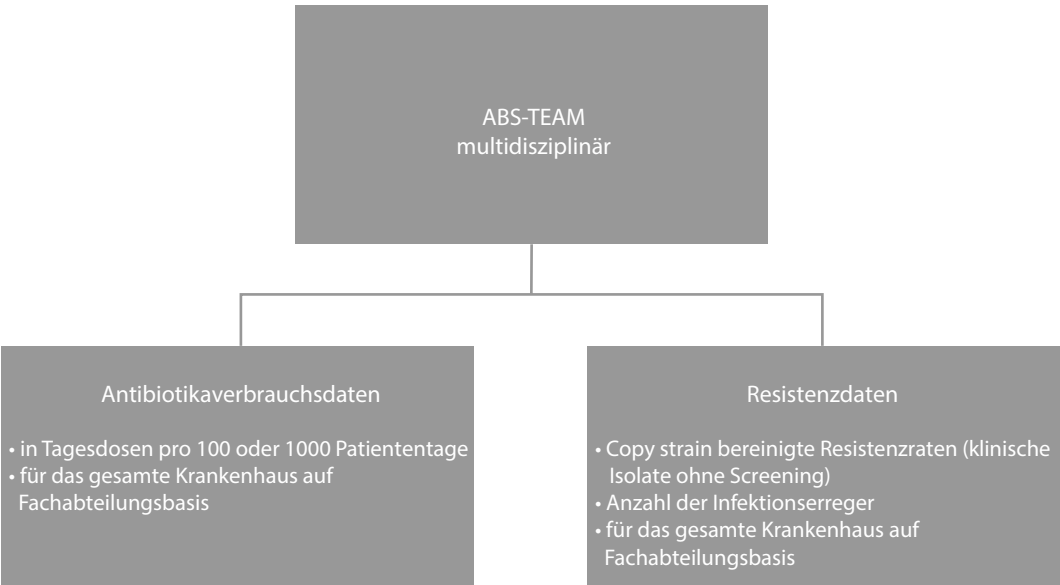 ABS-TEAM
multidisziplinär
Antibiotikaverbrauchsdaten
• in Tagesdosen pro 100 oder 1000 Patiententage
• für das gesamte Krankenhaus auf
Fachabteilungsbasis
Resistenzdaten
• Copy strain bereinigte Resistenzraten (klinische
Isolate ohne Screening)
• Anzahl der Infektionserreger
• für das gesamte Krankenhaus auf
Fachabteilungsbasis